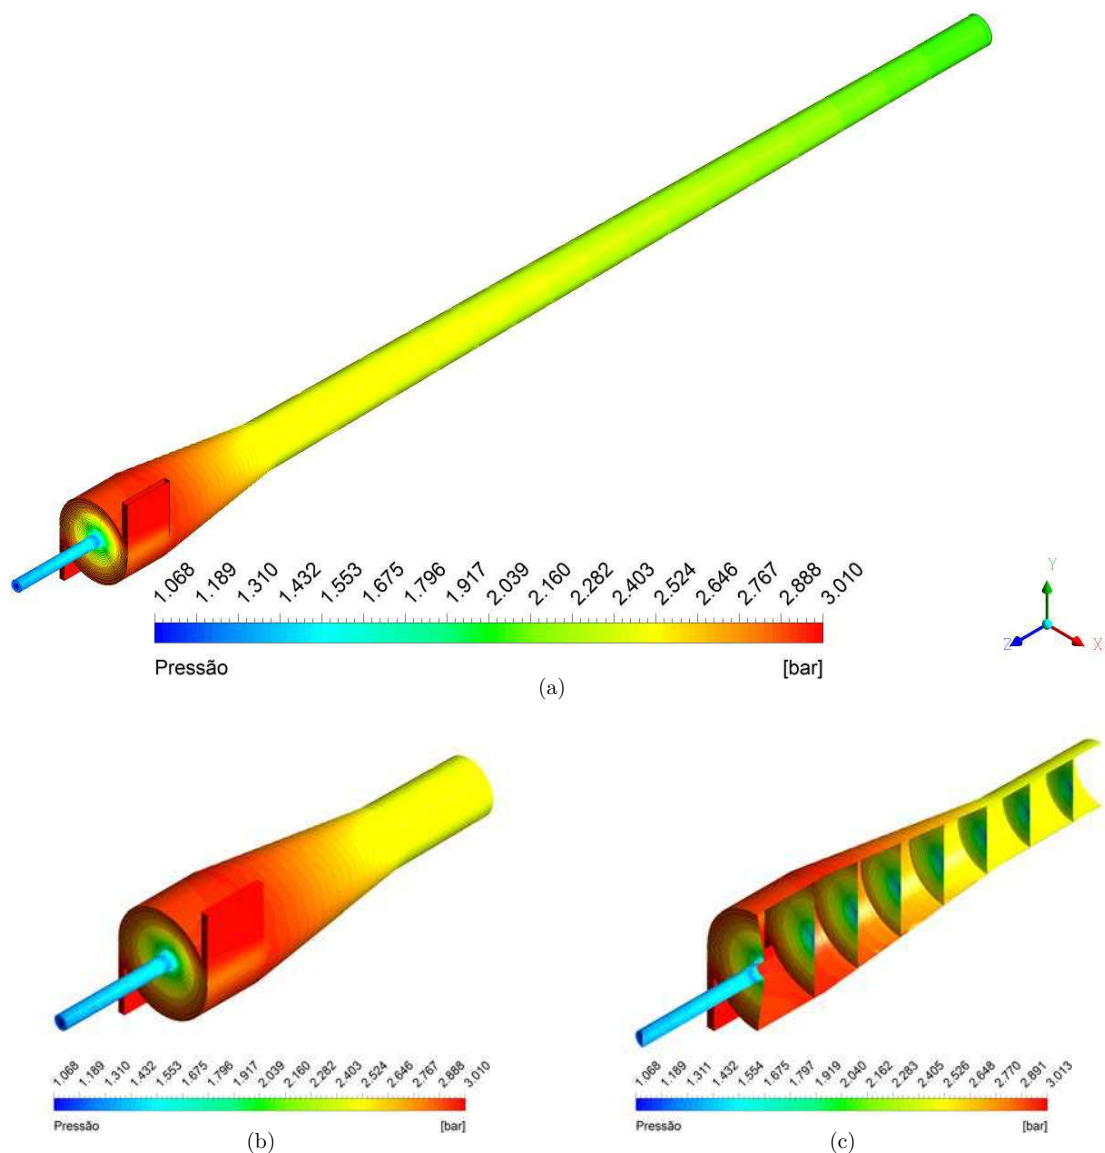 1.068 1.189 1.310 1.432 1.553 1.675 1.796 1.917 2.039 2.160 2.282 2.403 2.524 2.646 2.767 2.888 3.010
Pressão [bar]
(a)
Y
Z X
1.068 1.189 1.310 1.432 1.553 1.675 1.796 1.917 2.039 2.160 2.282 2.403 2.524 2.646 2.767 2.888 3.010
Pressão [bar]
(b)
1.068 1.189 1.311 1.432 1.554 1.675 1.797 1.919 2.040 2.162 2.283 2.405 2.526 2.648 2.770 2.891 3.013
Pressão [bar]
(c)